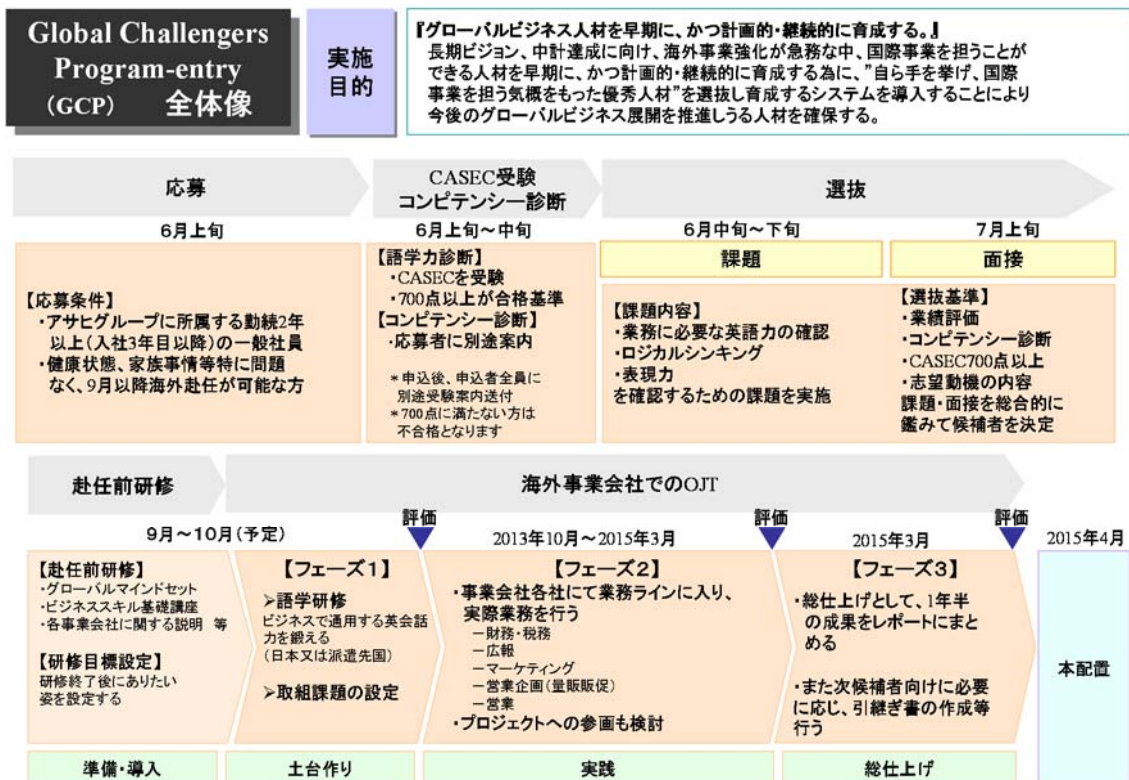 Global Challengers
Program-entry
(GCP) 全体像
実施
目的
『グローバルビジネス人材を早期に、かつ計画的・継続的に育成する。』
長期ビジョン、中計達成に向け、海外事業強化が急務な中、国際事業を担うことが
できる人材を早期に、かつ計画的・継続的に育成する為に、”自ら手を挙げ、国際
事業を担う気概をもった優秀人材”を選抜し育成するシステムを導入することにより
今後のグローバルビジネス展開を推進しうる人材を確保する。
応募
6月上旬
【応募条件】
・アサヒグループに所属する勤続2年
以上(入社3年目以降)の一般社員
・健康状態、家族事情等特に問題
なく、9月以降海外赴任が可能な方
CASEC受験
コンピテンシー診断
6月上旬～中旬
【語学力診断】
・CASECを受験
・700点以上が合格基準
【コンピテンシー診断】
・応募者に別途案内
＊申込後、申込者全員に
別途受験案内送付
＊700点に満たない方は
不合格となります
選抜
6月中旬～下旬
課題
【課題内容】
・業務に必要な英語力の確認
・ロジカルシンキング
・表現力
を確認するための課題を実施
7月上旬
面接
【選抜基準】
・業績評価
・コンピテンシー診断
・CASEC700点以上
・志望動機の内容
課題・面接を総合的に
鑑みて候補者を決定
赴任前研修
9月～10月(予定)
【赴任前研修】
・グローバルマインドセット
・ビジネススキル基礎講座
・各事業会社に関する説明 等
【研修目標設定】
研修終了後にありたい
姿を設定する
準備・導入
海外事業会社でのOJT
評価
【フェーズ1】
➢語学研修
ビジネスで通用する英会話
力を鍛える
(日本又は派遣先国)
➢取組課題の設定
土台作り
2013年10月～2015年3月
評価
【フェーズ2】
・事業会社各社にて業務ラインに入り、
実際業務を行う
－財務・税務
－広報
－マーケティング
－営業企画(量販販促)
－営業
・プロジェクトへの参画も検討
実践
2015年3月
評価
【フェーズ3】
・総仕上げとして、1年半
の成果をレポートにまと
める
・また次候補者向けに必要
に応じ、引継ぎ書の作成等
行う
総仕上げ
2015年4月
本配置